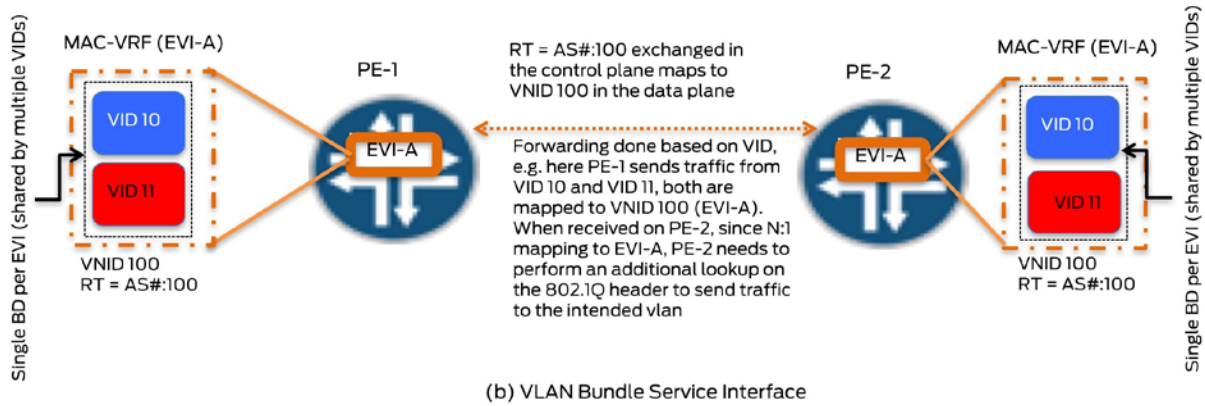 Single BD per EVI (shared by multiple VIDs)
MAC-VRF (EVI-A)
VID 10
VID 11
VNID 100
RT = AS#:100
PE-1
EVI-A
RT = AS#:100 exchanged in
the control plane maps to
VNID 100 in the data plane
Forwarding done based on VID,
e.g. here PE-1 sends traffic from
VID 10 and VID 11, both are
mapped to VNID 100 (EVI-A).
When received on PE-2, since N:1
mapping to EVI-A, PE-2 needs to
perform an additional lookup on
the 802.1Q header to send traffic
to the intended vlan
PE-2
EVI-A
MAC-VRF (EVI-A)
VID 10
VID 11
VNID 100
RT = AS#:100
Single BD per EVI (shared by multiple VIDs)
(b) VLAN Bundle Service Interface